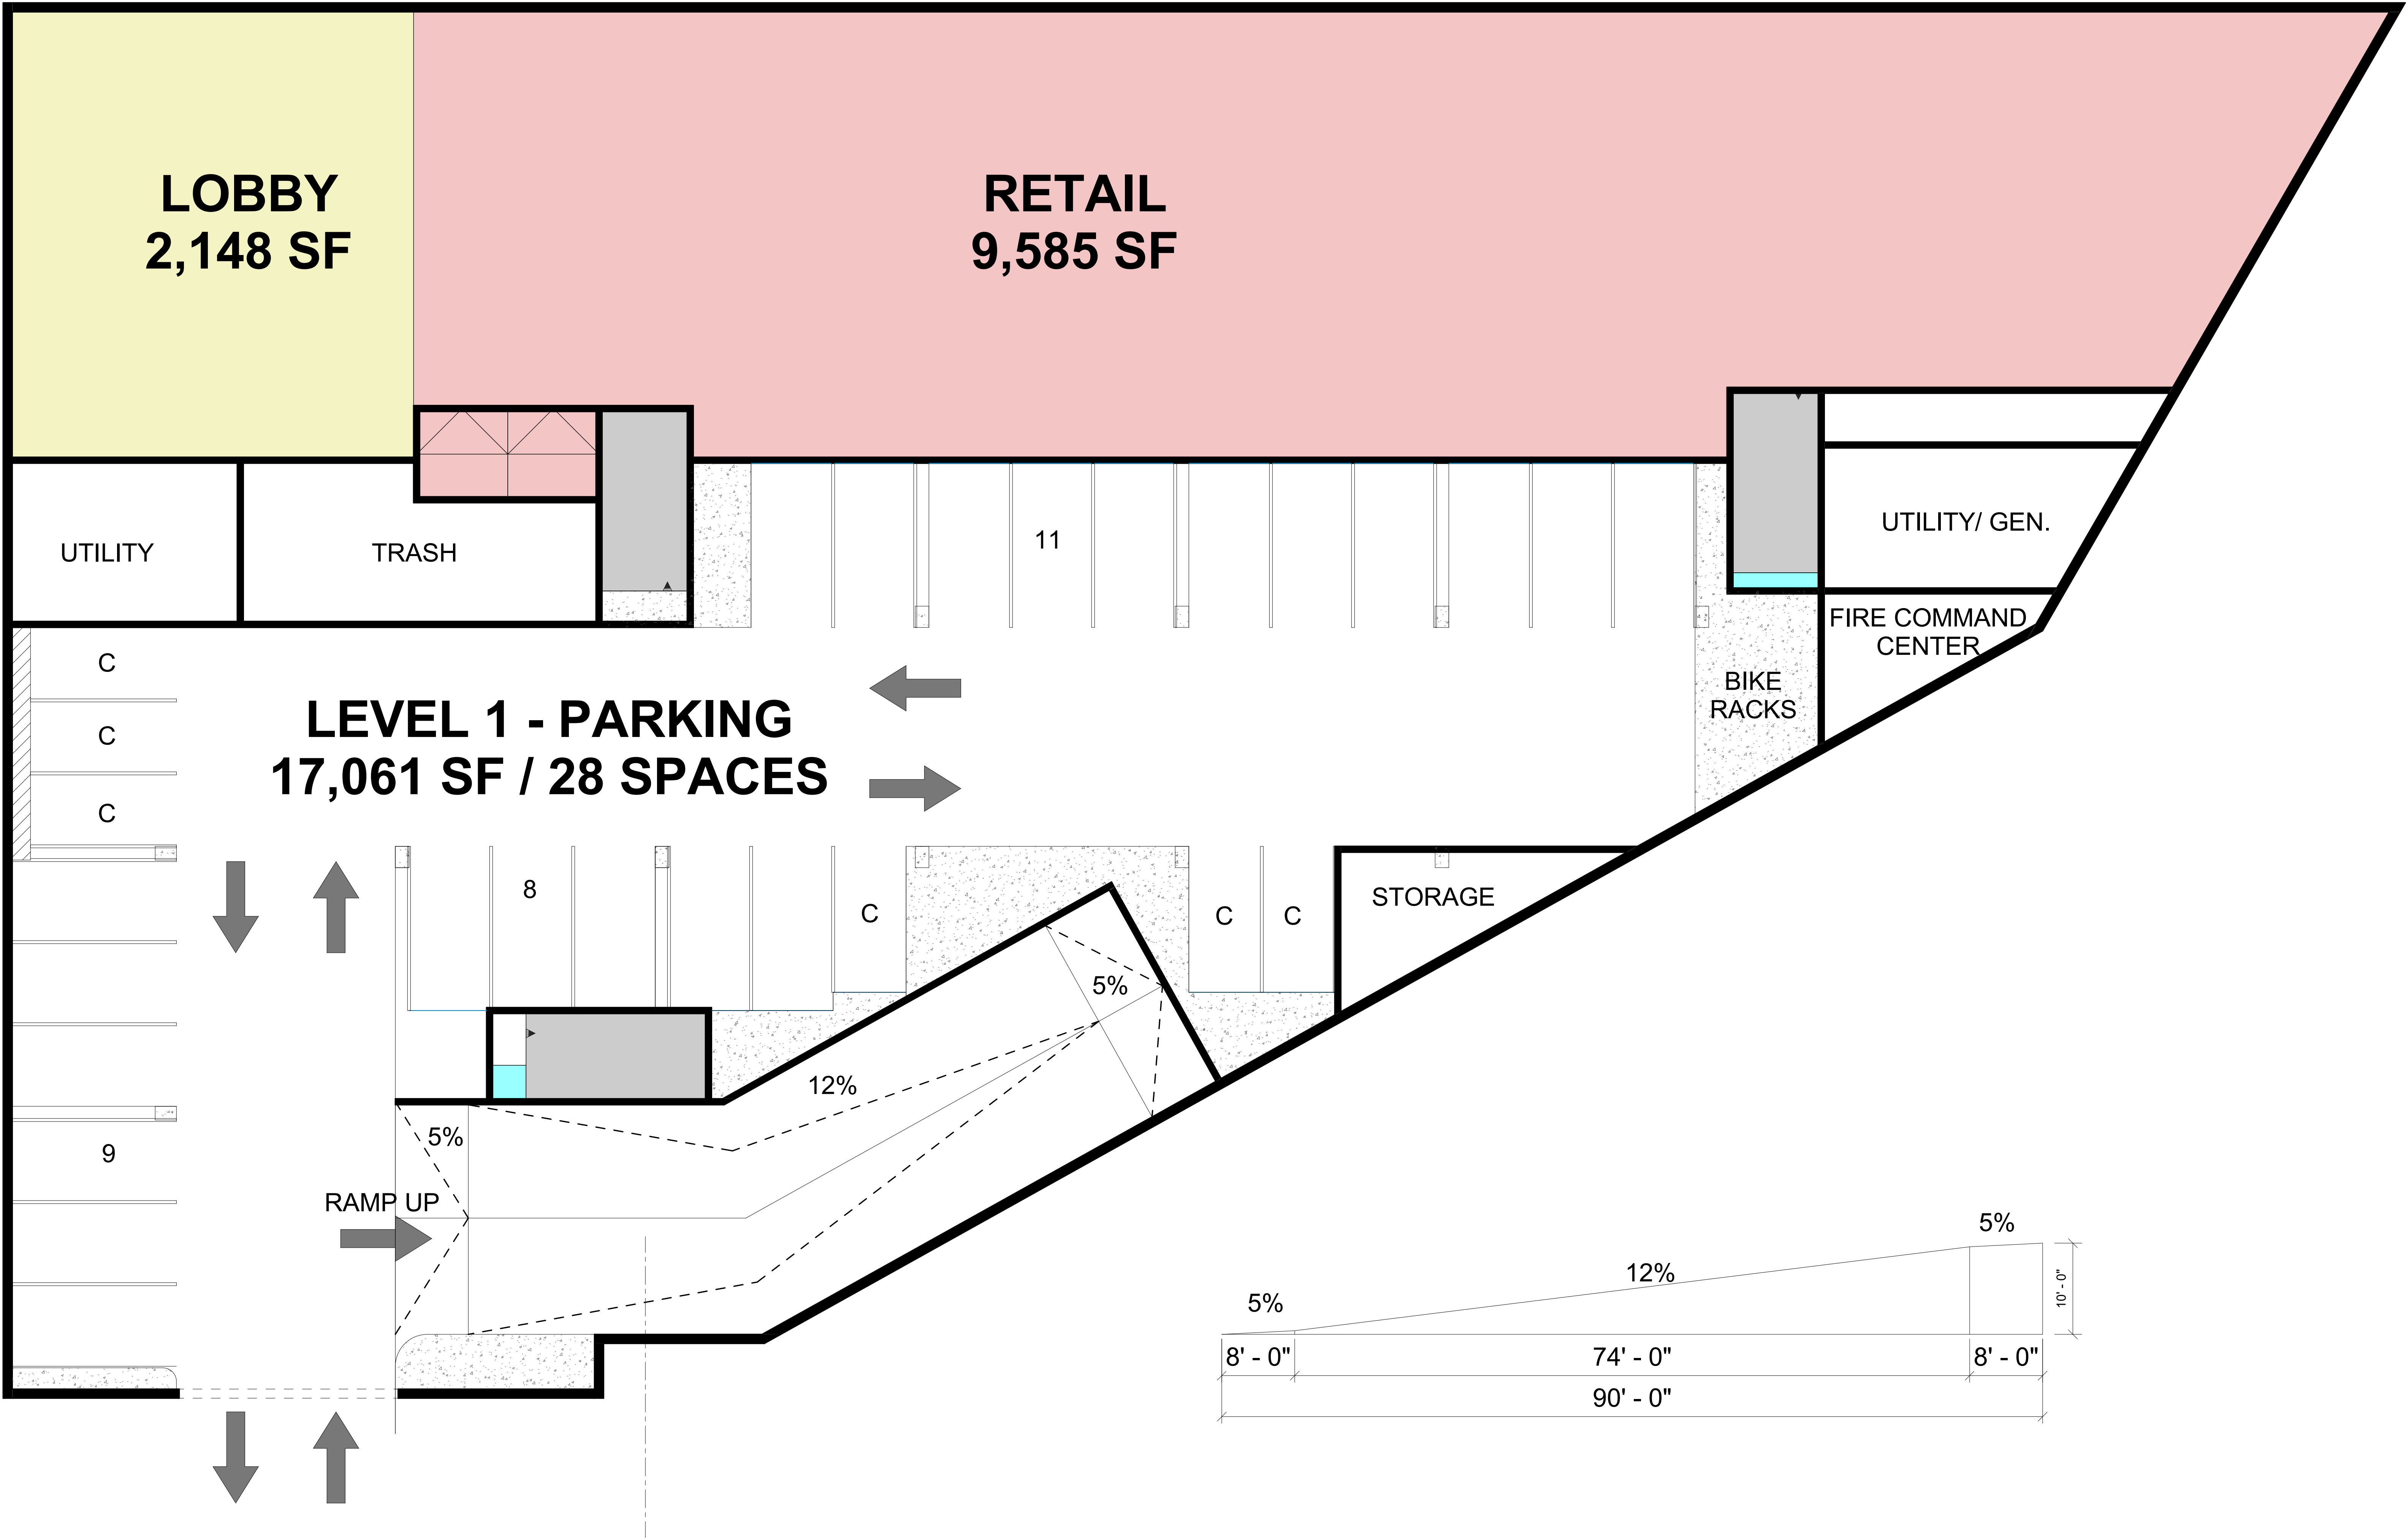 LOBBY
2,148 SF
RETAIL
9,585 SF
UTILITY
TRASH
11
UTILITY/ GEN.
FIRE COMMAND
CENTER
BIKE
RACKS
C
C
C
LEVEL 1 - PARKING
17,061 SF / 28 SPACES
8
C
C
C
STORAGE
5%
12%
5%
9
RAMP UP
5%
12%
5%
10' - 0"
8' - 0"
74' - 0"
8' - 0"
90' - 0"